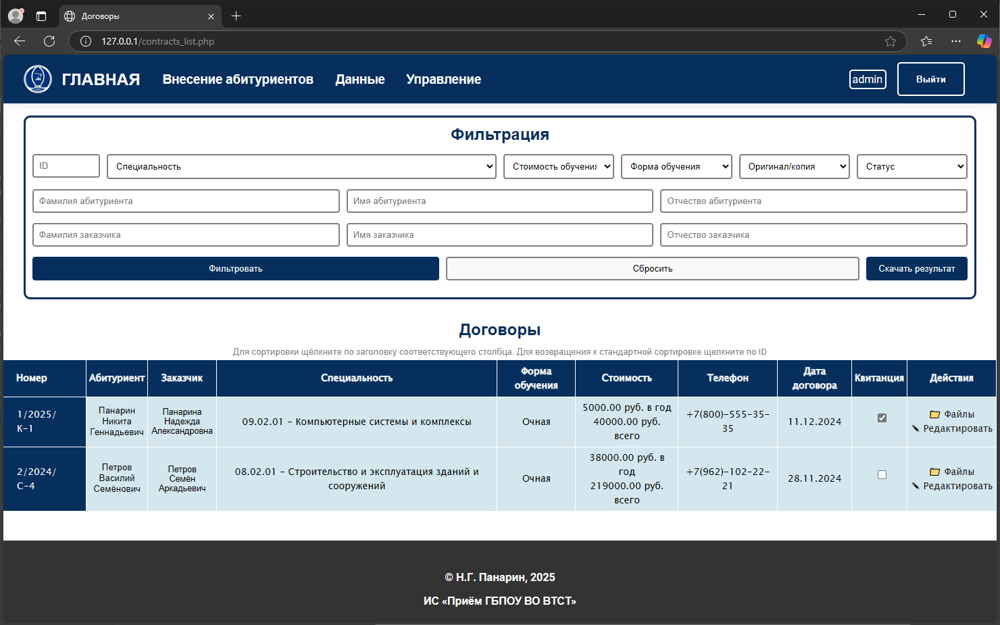 Договоры
127.0.0.1/contracts_list.php
ГЛАВНАЯ Внесение абитуриентов Данные Управление admin Выйти
Фильтрация
ID Специальность Стоимость обучения Форма обучения Оригинал/копия Статус
Фамилия абитуриента Имя абитуриента Отчество абитуриента
Фамилия заказчика Имя заказчика Отчество заказчика
Фильтровать Сбросить Скачать результат
Договоры
Для сортировки щёлкните по заголовку соответствующего столбца. Для возвращения к стандартной сортировке щелкните по ID
Номер
Абитуриент
Заказчик
Специальность
Форма
обучения
Стоимость
Телефон
Дата
договора
Квитанция
Действия
1/2025/
К-1
Панарин
Никита
Геннадьевич
Панарина
Надежда
Александровна
09.02.01 - Компьютерные системы и комплексы
Очная
5000.00 руб. в год
40000.00 руб.
всего
+7(800)-555-35-
35
11.12.2024
Файлы
Редактировать
2/2024/
С-4
Петров
Василий
Семёнович
Петров
Семён
Аркадьевич
08.02.01 - Строительство и эксплуатация зданий и
сооружений
Очная
38000.00 руб. в
год
219000.00 руб.
всего
+7(962)-102-22-
21
28.11.2024
Файлы
Редактировать
© Н.Г. Панарин, 2025
ИС «Приём ГБПОУ ВО ВТСТ»